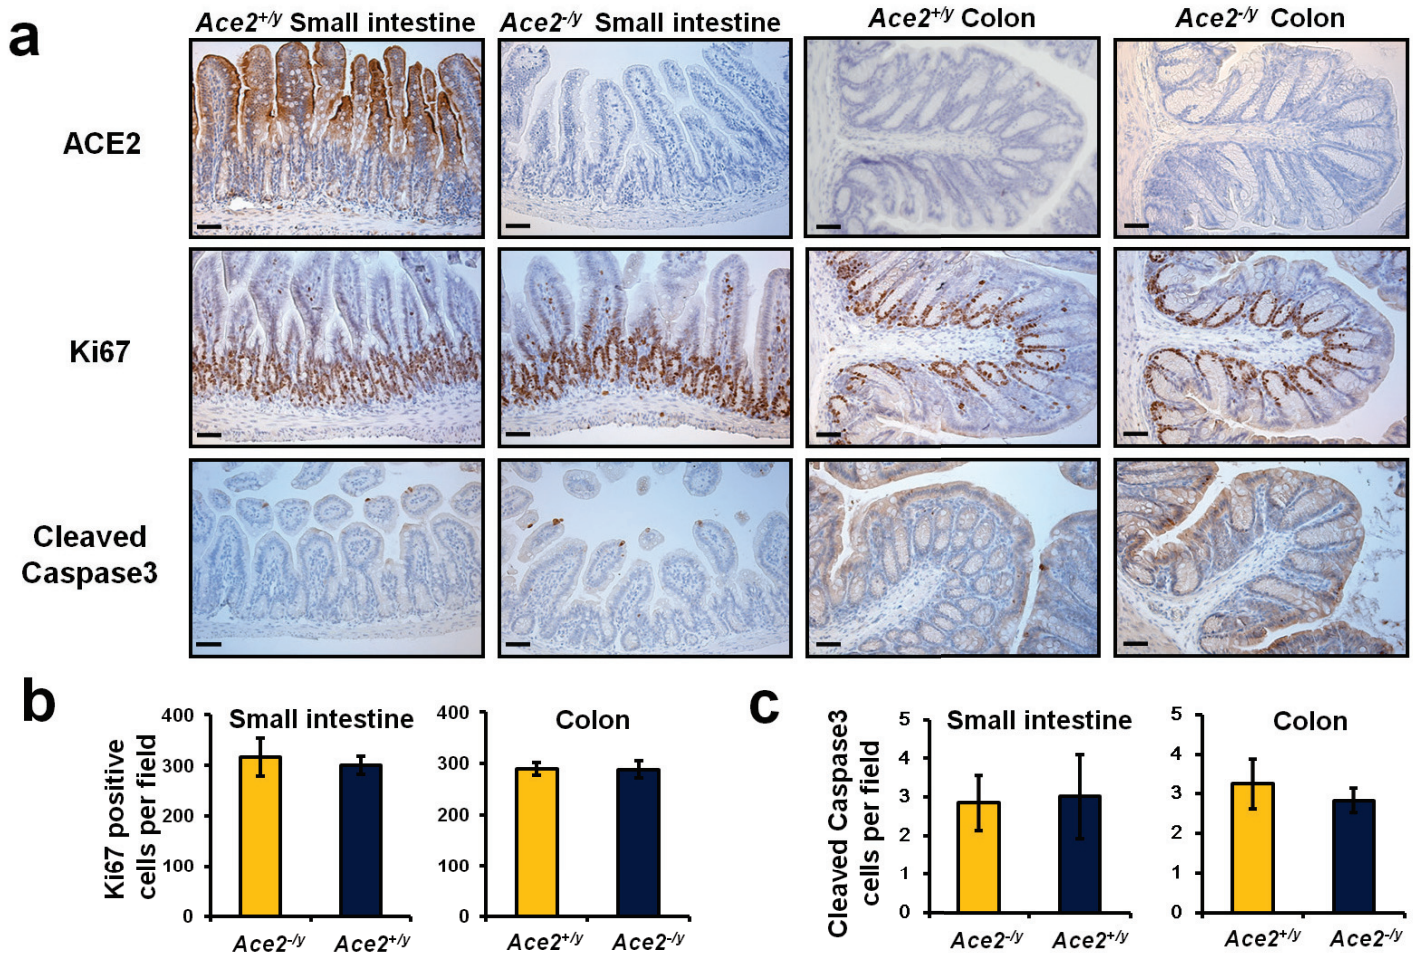 a
Ace2+/y Small intestine
Ace2-/y Small intestine
Ace2+/y Colon
Ace2-/y Colon
ACE2
Ki67
Cleaved
Caspase3
b
Ki67 positive
cells per field
400
300
200
100
0
Small intestine
Ace2-/y
Ace2+/y
400
300
200
100
0
Colon
Ace2+/y
Ace2-/y
c
Cleaved Caspase3
cells per field
5
4
3
2
1
0
Small intestine
Ace2-/y
Ace2+/y
5
4
3
2
1
0
Colon
Ace2+/y
Ace2-/y